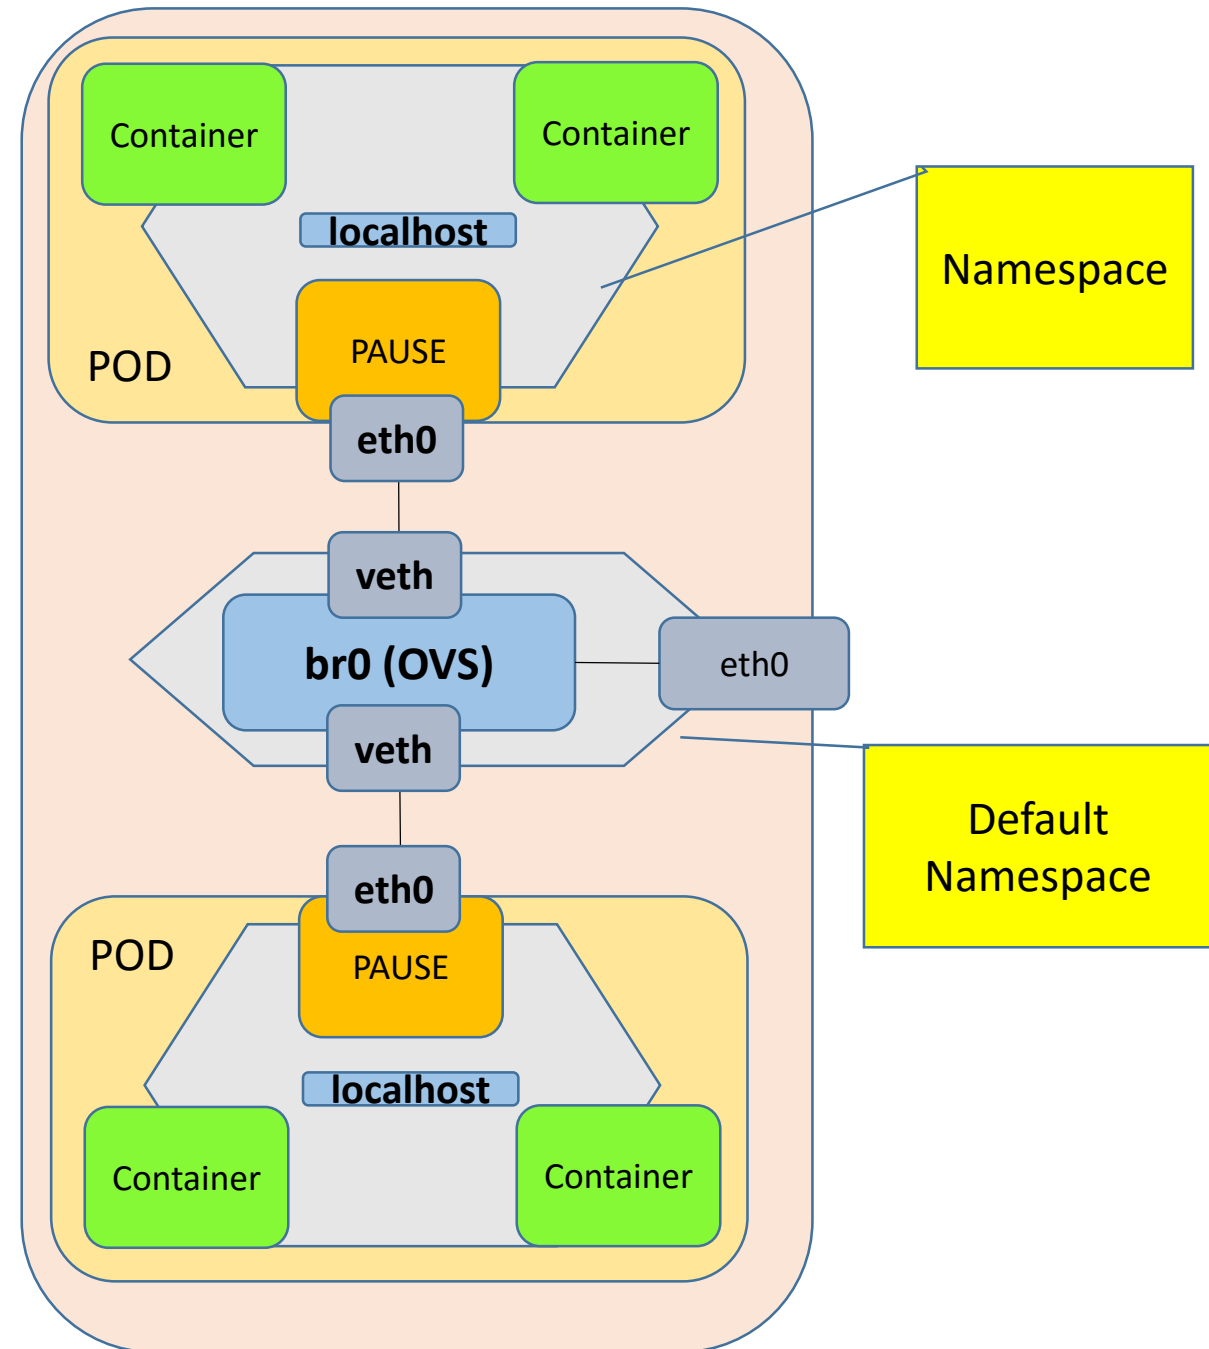 Container
Container
localhost
Namespace
PAUSE
POD
eth0
veth
br0 (OVS)
eth0
veth
Default
Namespace
eth0
POD
PAUSE
localhost
Container
Container